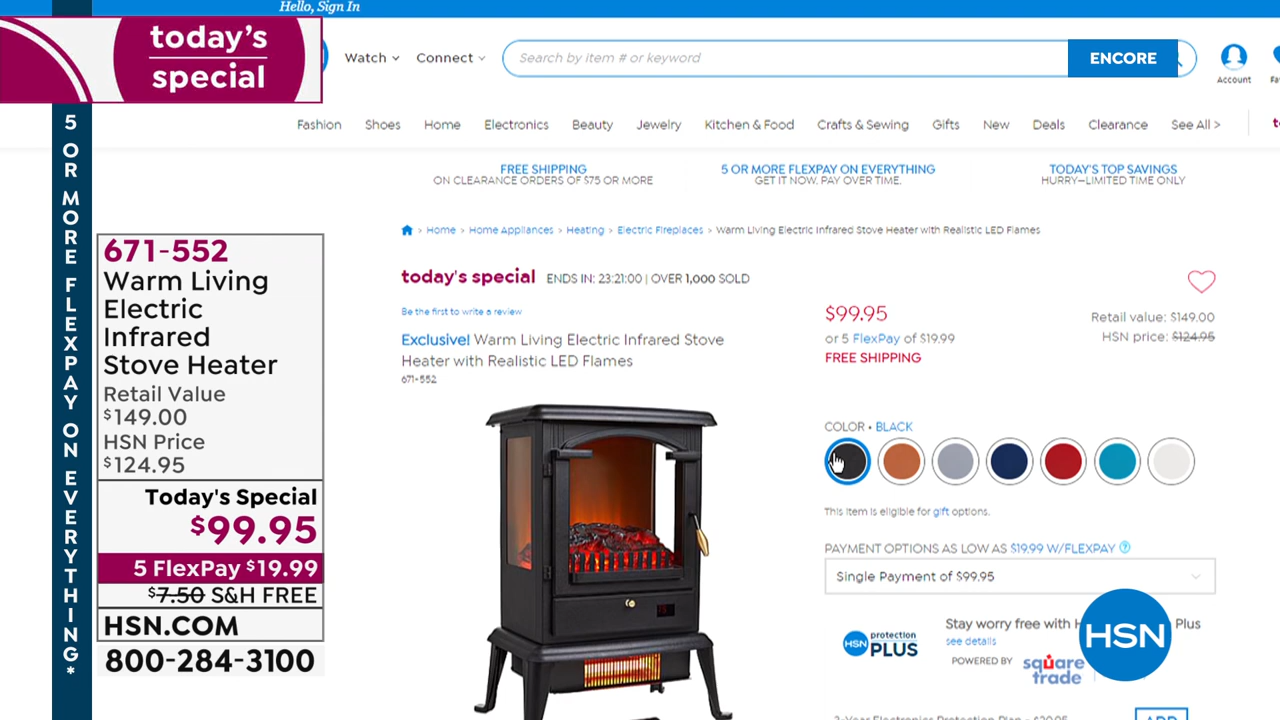 Hello, Sign In
today's
special
Watch
Connect
Search by item # or keyword
ENCORE
Account
Fashion
Shoes
Home
Electronics
Beauty
Jewelry
Kitchen & Food
Crafts & Sewing
Gifts
New
Deals
Clearance
See All >
FREE SHIPPING
ON CLEARANCE ORDERS OF $75 OR MORE
5 OR MORE FLEXPAY ON EVERYTHING
GET IT NOW. PAY OVER TIME.
TODAY'S TOP SAVINGS
HURRY—LIMITED TIME ONLY
5 OR MORE FLEXPAY ON EVERYTHING*
671-552
Warm Living
Electric
Infrared
Stove Heater
Retail Value
$149.00
HSN Price
$124.95
Today's Special
$99.95
5 FlexPay $19.99
$7.50 S&H FREE
HSN.COM
800-284-3100
> Home > Home Appliances > Heating > Electric Fireplaces > Warm Living Electric Infrared Stove Heater with Realistic LED Flames
today's special ENDS IN: 23:21:00 | OVER 1,000 SOLD
Be the first to write a review
Exclusive! Warm Living Electric Infrared Stove
Heater with Realistic LED Flames
671-552
$99.95
or 5 FlexPay of $19.99
FREE SHIPPING
Retail value: $149.00
HSN price: $124.95
COLOR • BLACK
This item is eligible for gift options.
PAYMENT OPTIONS AS LOW AS $19.99 W/FLEXPAY ?
Single Payment of $99.95
HSN protection
PLUS
Stay worry free with H Plus
see details
POWERED BY square
trade
HSN
2-Year Electronics Protection Plan • $20.95
ADD